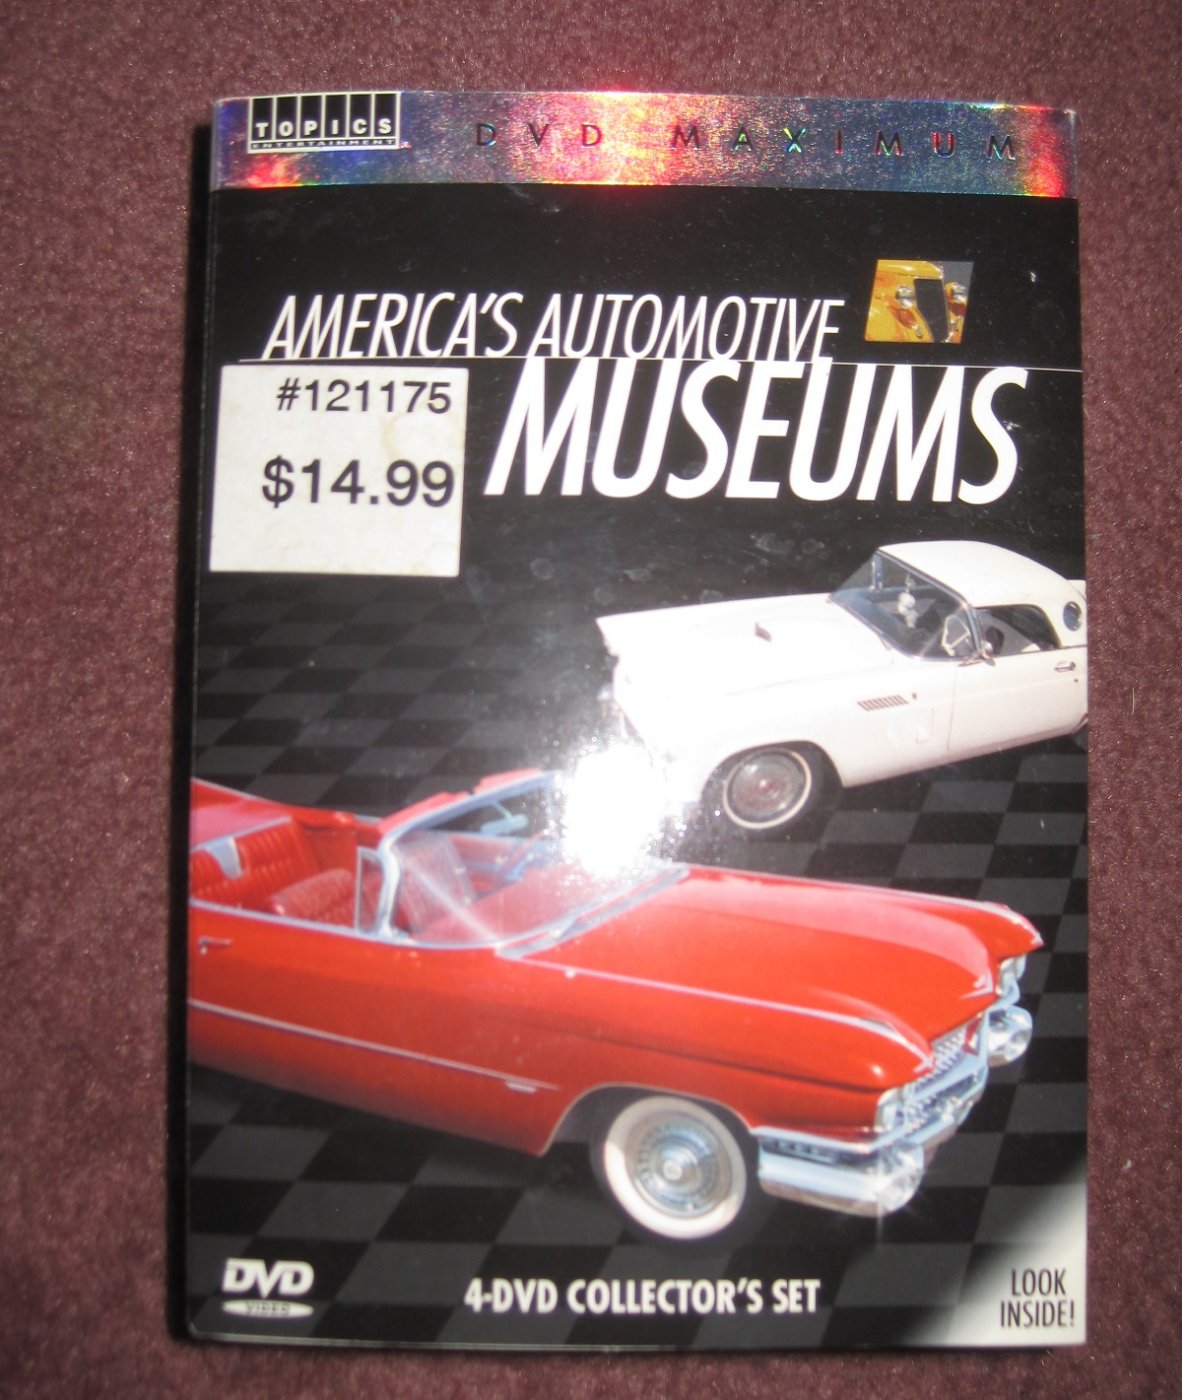 TOPICS
ENTERTAINMENT
DVD MAXIMUM
AMERICA'S AUTOMOTIVE
MUSEUMS
#121175
$14.99
DVD
VIDEO
4-DVD COLLECTOR'S SET
LOOK
INSIDE!